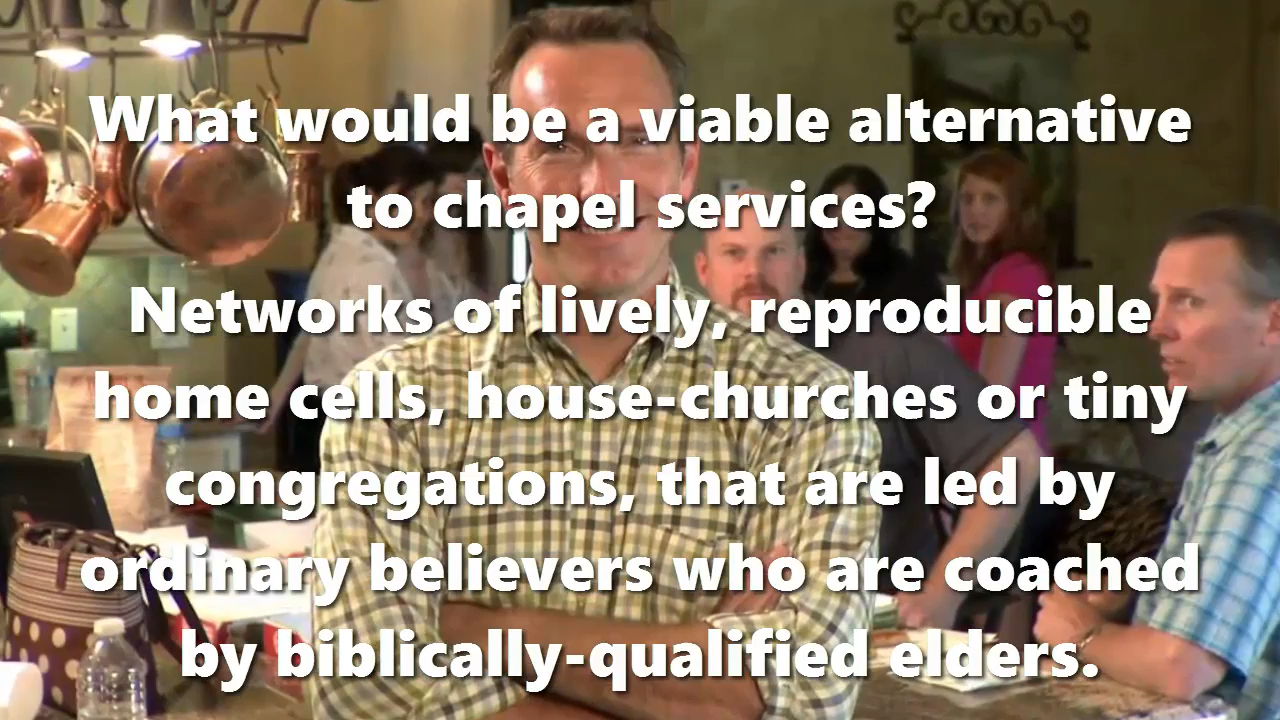 What would be a viable alternative
to chapel services?
Networks of lively, reproducible
home cells, house-churches or tiny
congregations, that are led by
ordinary believers who are coached
by biblically-qualified elders.